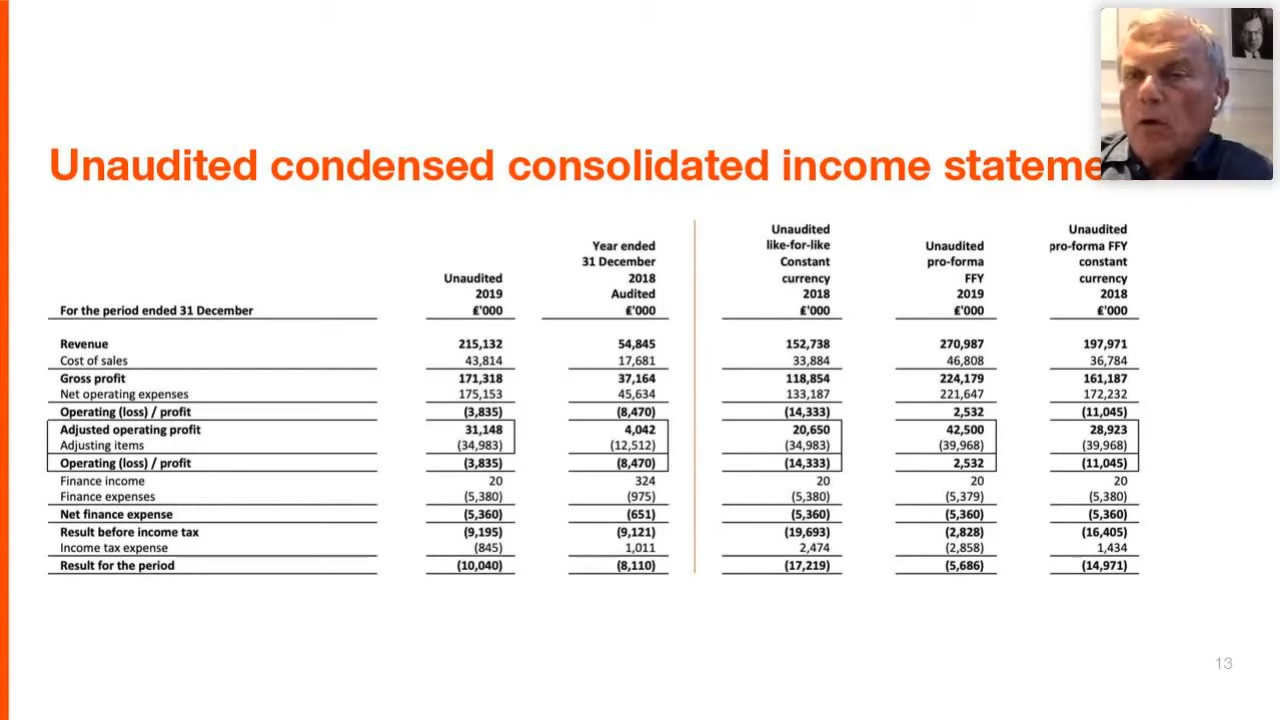 Unaudited condensed consolidated income stateme
For the period ended 31 December
Unaudited 2019 £'000
Year ended 31 December 2018 Audited £'000
Unaudited like-for-like Constant currency 2018 £'000
Unaudited pro-forma FFY 2019 £'000
Unaudited pro-forma FFY constant currency 2018 £'000
Revenue 215,132 54,845 152,738 270,987 197,971
Cost of sales 43,814 17,681 33,884 46,808 36,784
Gross profit 171,318 37,164 118,854 224,179 161,187
Net operating expenses 175,153 45,634 133,187 221,647 172,232
Operating (loss) / profit (3,835) (8,470) (14,333) 2,532 (11,045)
Adjusted operating profit 31,148 4,042 20,650 42,500 28,923
Adjusting items (34,983) (12,512) (34,983) (39,968) (39,968)
Operating (loss) / profit (3,835) (8,470) (14,333) 2,532 (11,045)
Finance income 20 324 20 20 20
Finance expenses (5,380) (975) (5,380) (5,379) (5,380)
Net finance expense (5,360) (651) (5,360) (5,360) (5,360)
Result before income tax (9,195) (9,121) (19,693) (2,828) (16,405)
Income tax expense (845) 1,011 2,474 (2,858) 1,434
Result for the period (10,040) (8,110) (17,219) (5,686) (14,971)
13